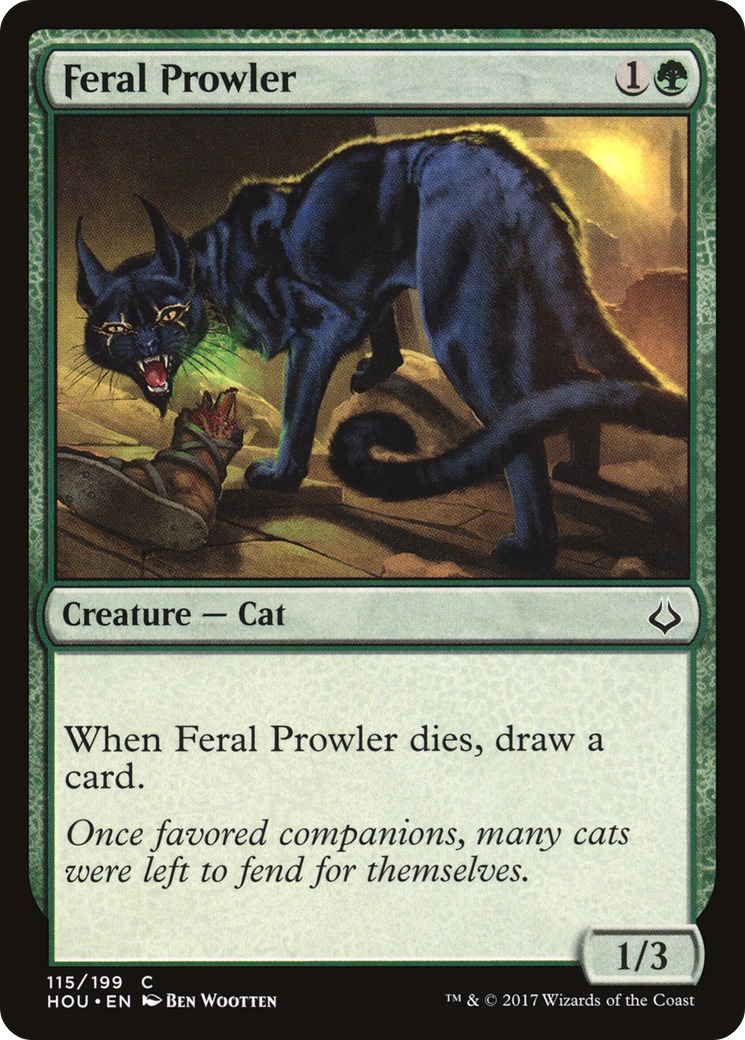 Feral Prowler 1
Creature — Cat
When Feral Prowler dies, draw a
card.
Once favored companions, many cats
were left to fend for themselves.
1/3
115/199 C
HOU • EN Ben Wootten
™ & © 2017 Wizards of the Coast